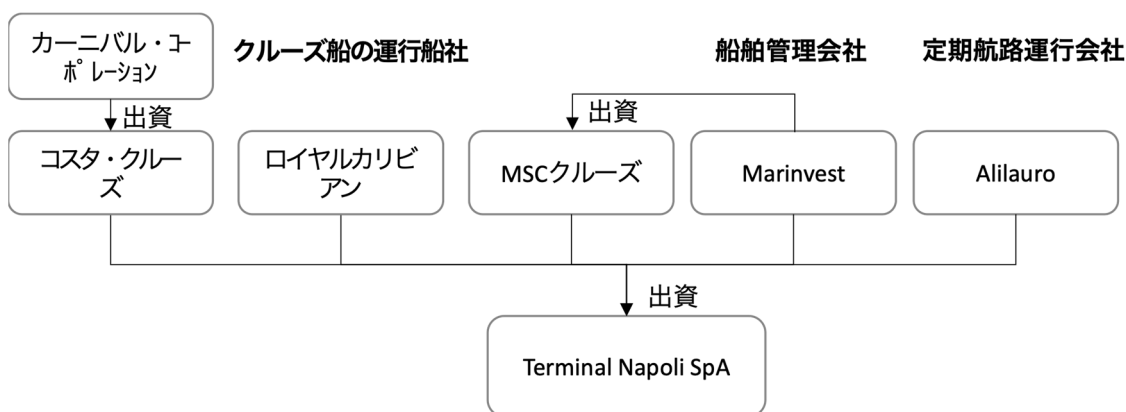 カーニバル・ｺｰ
ﾎﾟﾚｰｼｮﾝ
クルーズ船の運行船社
船舶管理会社
定期航路運行会社
出資
出資
コスタ・クルー
ズ
ロイヤルカリビ
アン
MSCクルーズ
Marinvest
Alilauro
出資
Terminal Napoli SpA